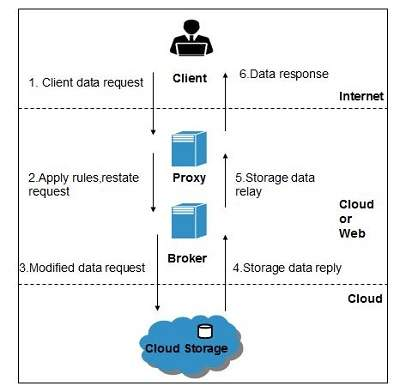 1. Client data request
Client
6.Data response
Internet
2.Apply rules,restate
request
Proxy
5.Storage data
relay
Cloud
or
Web
Broker
3.Modified data request
4.Storage data reply
Cloud
Cloud Storage